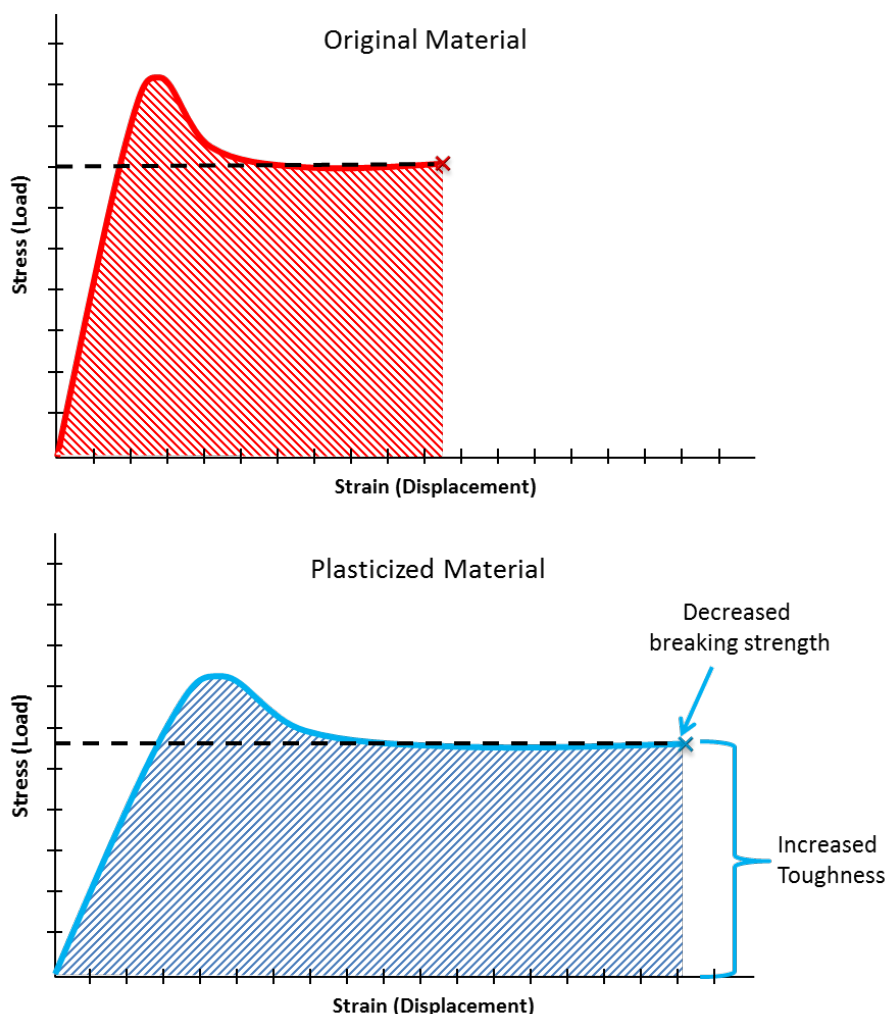 Original Material
Stress (Load)
Strain (Displacement)
Plasticized Material
Decreased
breaking strength
Stress (Load)
Increased
Toughness
Strain (Displacement)